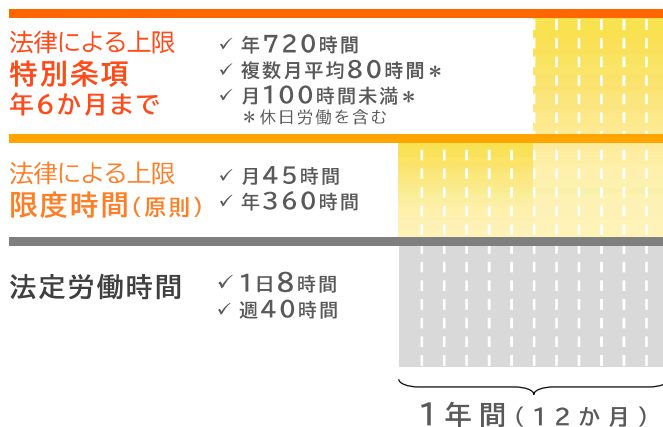 法律による上限
特別条項
年6か月まで
✓ 年720時間
✓ 複数月平均80時間＊
✓ 月100時間未満＊
＊休日労働を含む
法律による上限
限度時間(原則)
✓ 月45時間
✓ 年360時間
法定労働時間
✓ 1日8時間
✓ 週40時間
1年間(12か月)